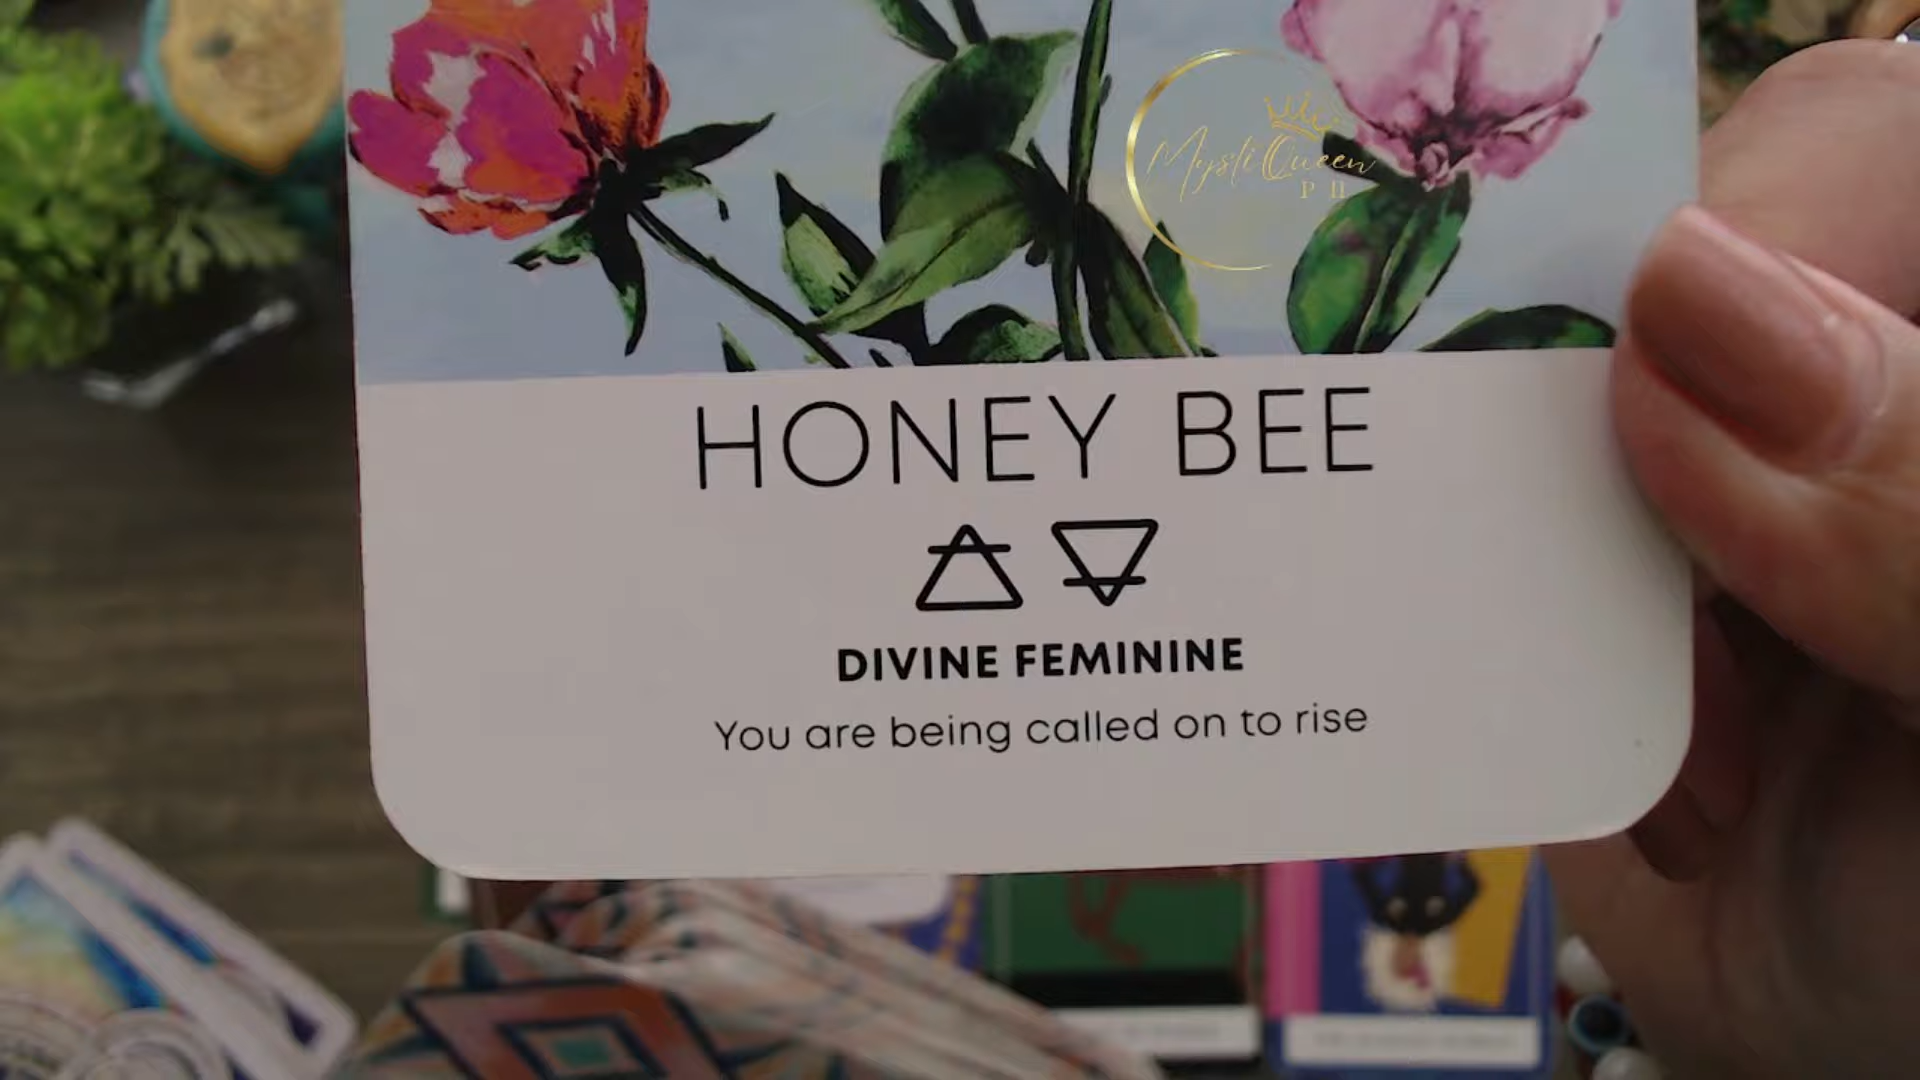 MystiQueen
PH
HONEY BEE
DIVINE FEMININE
You are being called on to rise